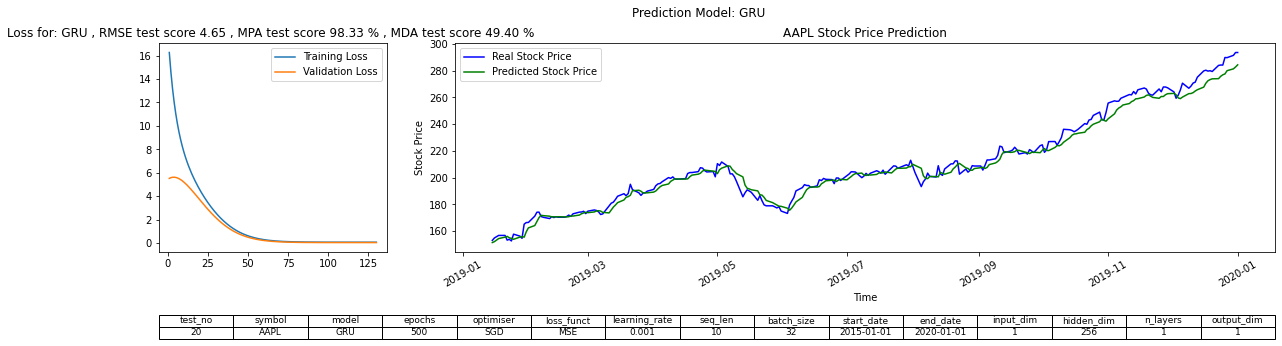 Prediction Model: GRU
Loss for: GRU , RMSE test score 4.65 , MPA test score 98.33 % , MDA test score 49.40 %
16
14
12
10
8
6
4
2
0
0 25 50 75 100 125
Training Loss
Validation Loss
AAPL Stock Price Prediction
Stock Price
300
280
260
240
220
200
180
160
Real Stock Price
Predicted Stock Price
2019-01 2019-03 2019-05 2019-07 2019-09 2019-11 2020-01
Time
test_no symbol model epochs optimiser loss_funct learning_rate seq_len batch_size start_date end_date input_dim hidden_dim n_layers output_dim
20 AAPL GRU 500 SGD MSE 0.001 10 32 2015-01-01 2020-01-01 1 256 1 1